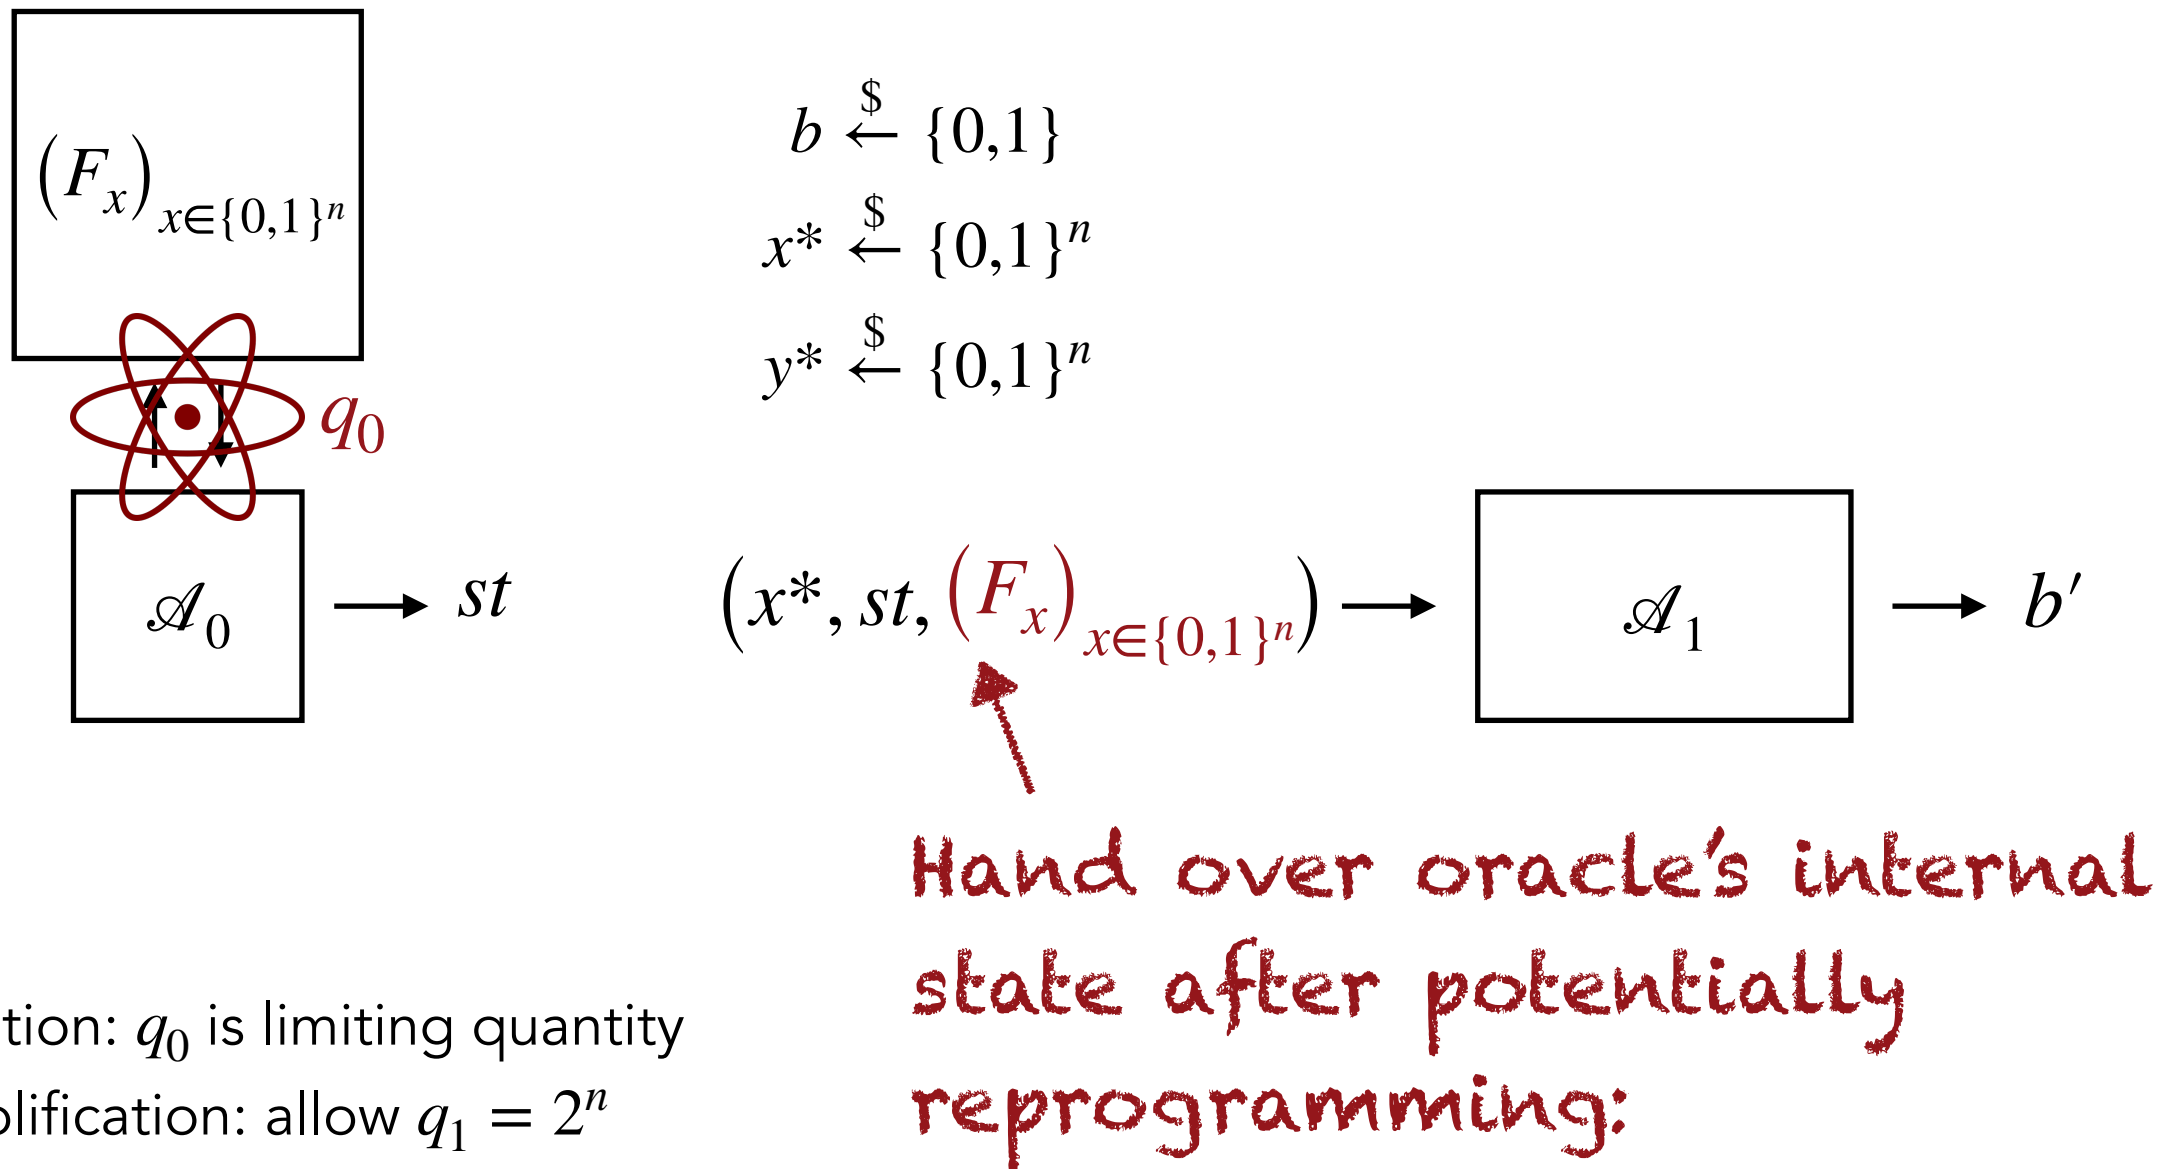 (F_x)_{x∈{0,1}^n}
b ←$ {0,1}
x* ←$ {0,1}^n
y* ←$ {0,1}^n
q_0
𝒜_0
st
(x*, st, (F_x)_{x∈{0,1}^n})
𝒜_1
b′
Hand over oracle's internal
state after potentially
reprogramming:
tion: q_0 is limiting quantity
plification: allow q_1 = 2^n